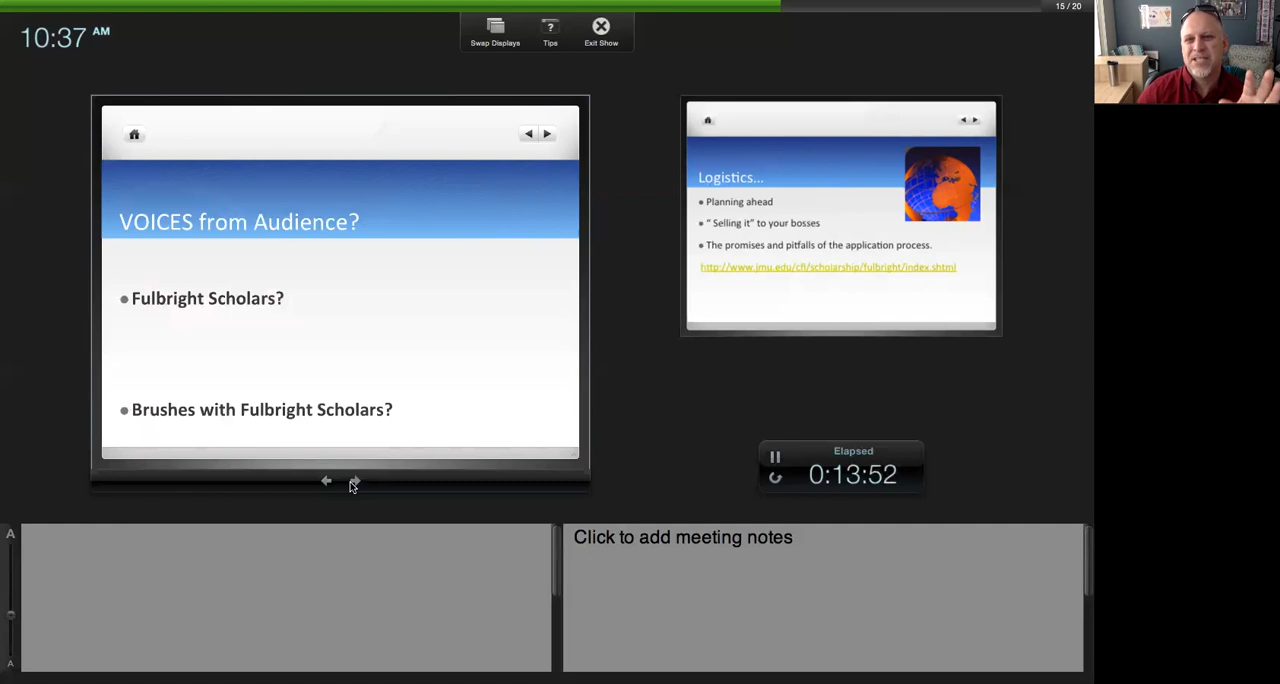 15 / 20
10:37 AM
Swap Displays
Tips
Exit Show
VOICES from Audience?
Fulbright Scholars?
Brushes with Fulbright Scholars?
Logistics...
Planning ahead
“ Selling it” to your bosses
The promises and pitfalls of the application process.
http://www.jmu.edu/cfi/scholarship/fulbright/index.shtml
Elapsed
0:13:52
A
Click to add meeting notes
A